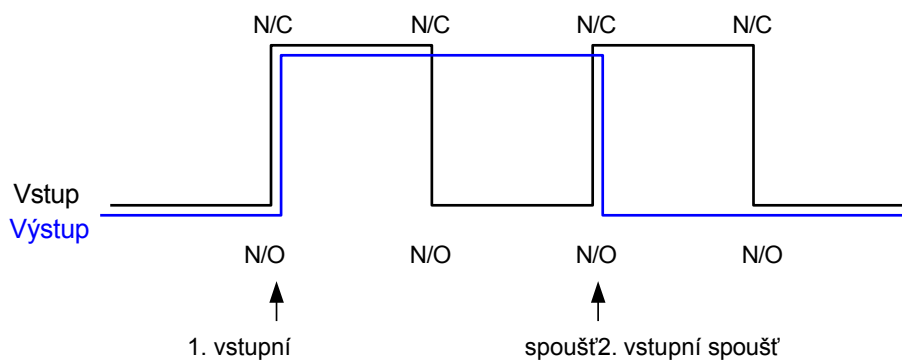 N/C N/C N/C N/C
Vstup
Výstup
N/O N/O N/O N/O
1. vstupní spoušť2. vstupní spoušť